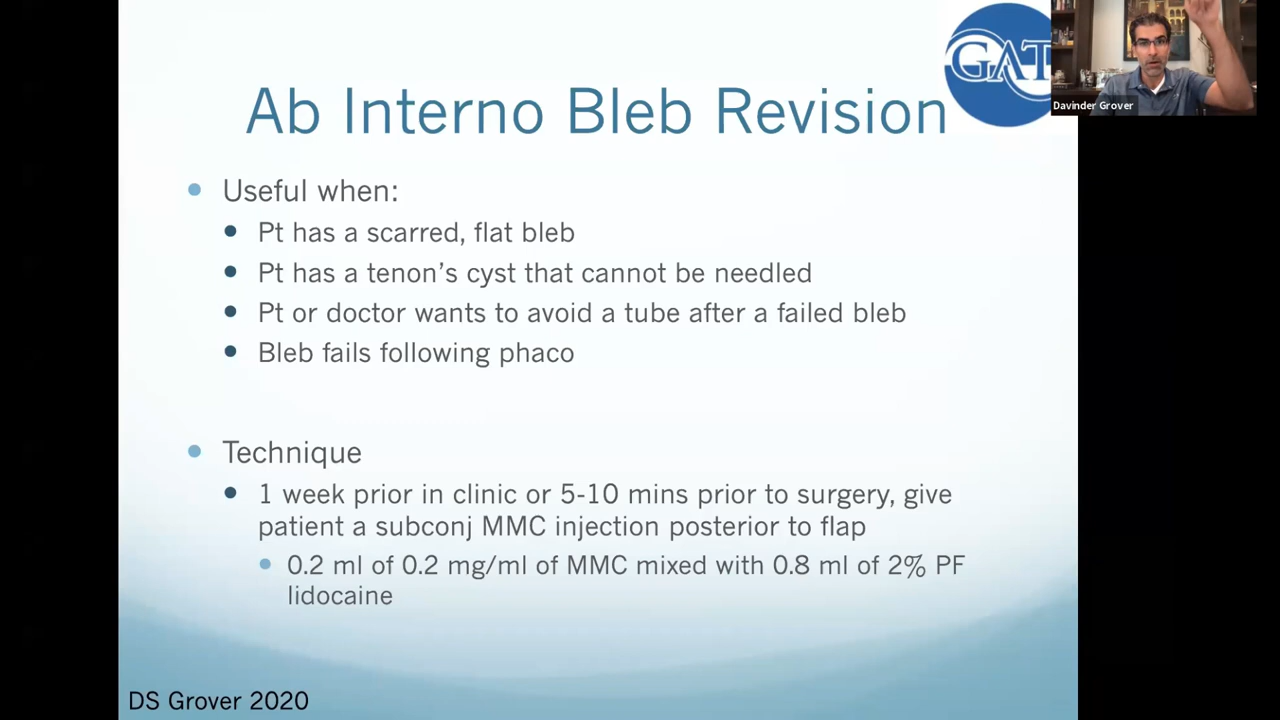 GAT
Davinder Grover
Ab Interno Bleb Revision
Useful when:
Pt has a scarred, flat bleb
Pt has a tenon's cyst that cannot be needled
Pt or doctor wants to avoid a tube after a failed bleb
Bleb fails following phaco
Technique
1 week prior in clinic or 5-10 mins prior to surgery, give
patient a subconj MMC injection posterior to flap
0.2 ml of 0.2 mg/ml of MMC mixed with 0.8 ml of 2% PF
lidocaine
DS Grover 2020